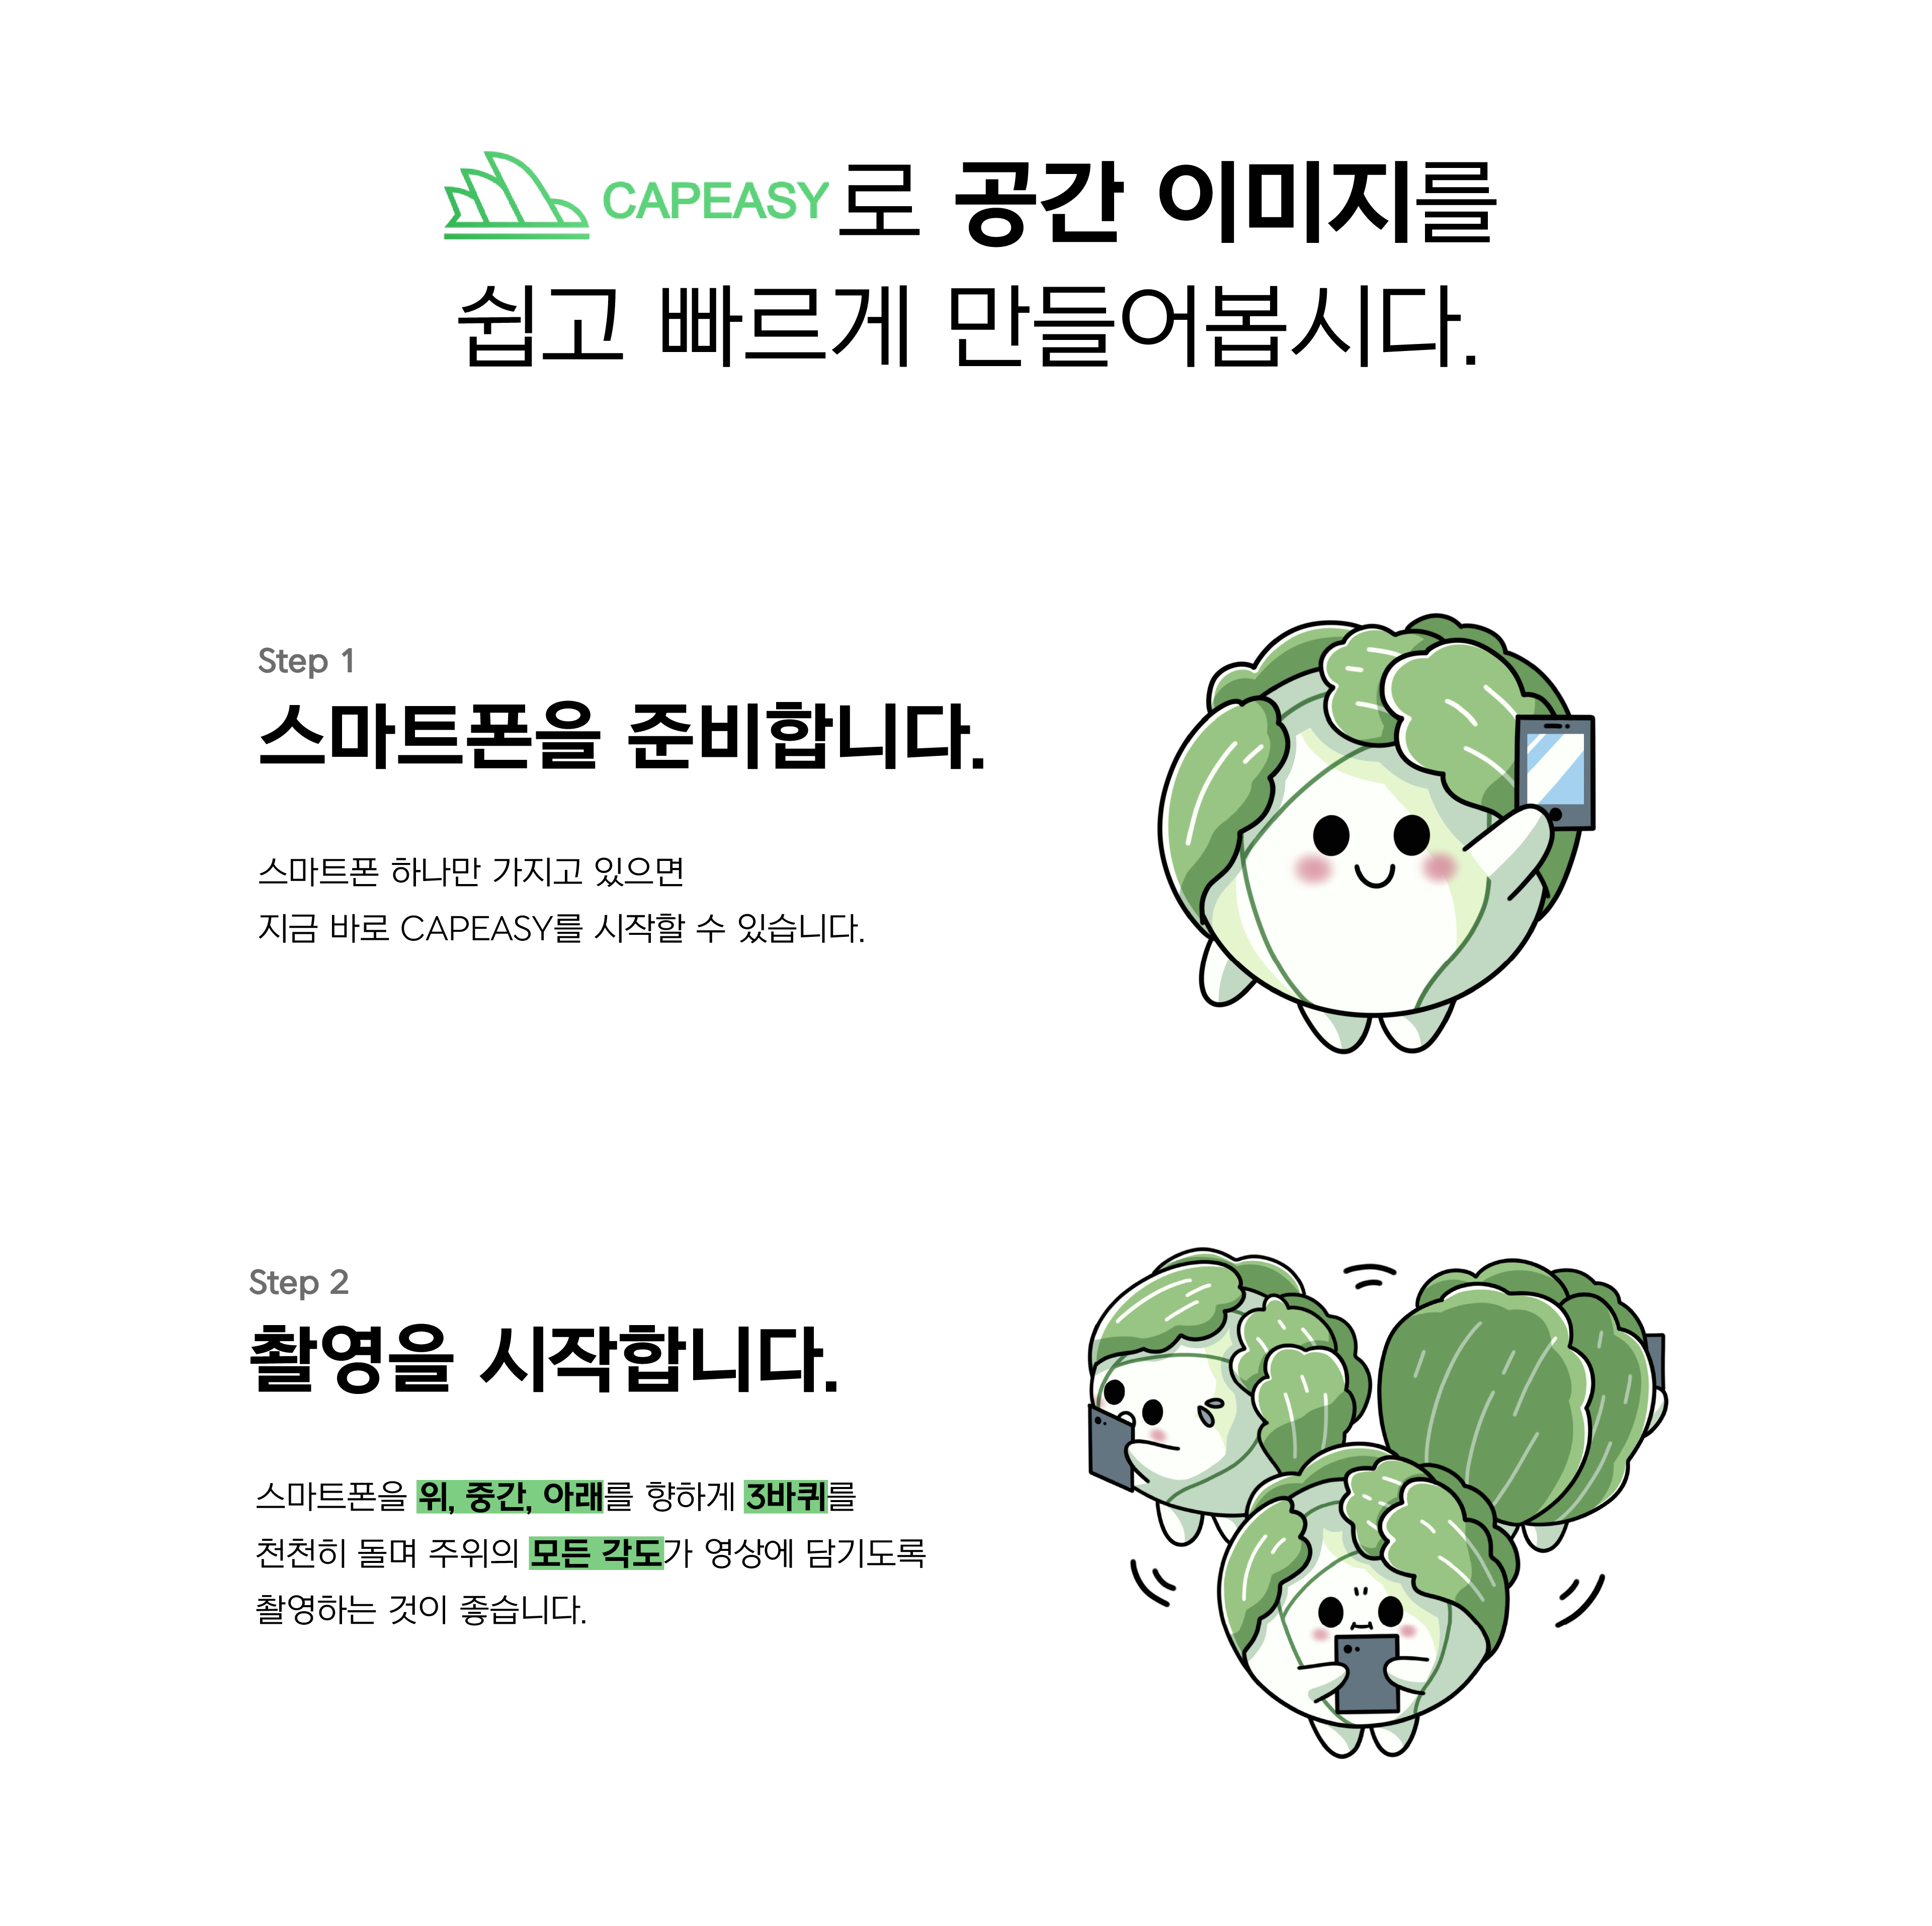 CAPEASY로 공간 이미지를
쉽고 빠르게 만들어봅시다.
Step 1
스마트폰을 준비합니다.
스마트폰 하나만 가지고 있으면
지금 바로 CAPEASY를 시작할 수 있습니다.
Step 2
촬영을 시작합니다.
스마트폰을 위, 중간, 아래를 향하게 3바퀴를
천천히 돌며 주위의 모든 각도가 영상에 담기도록
촬영하는 것이 좋습니다.